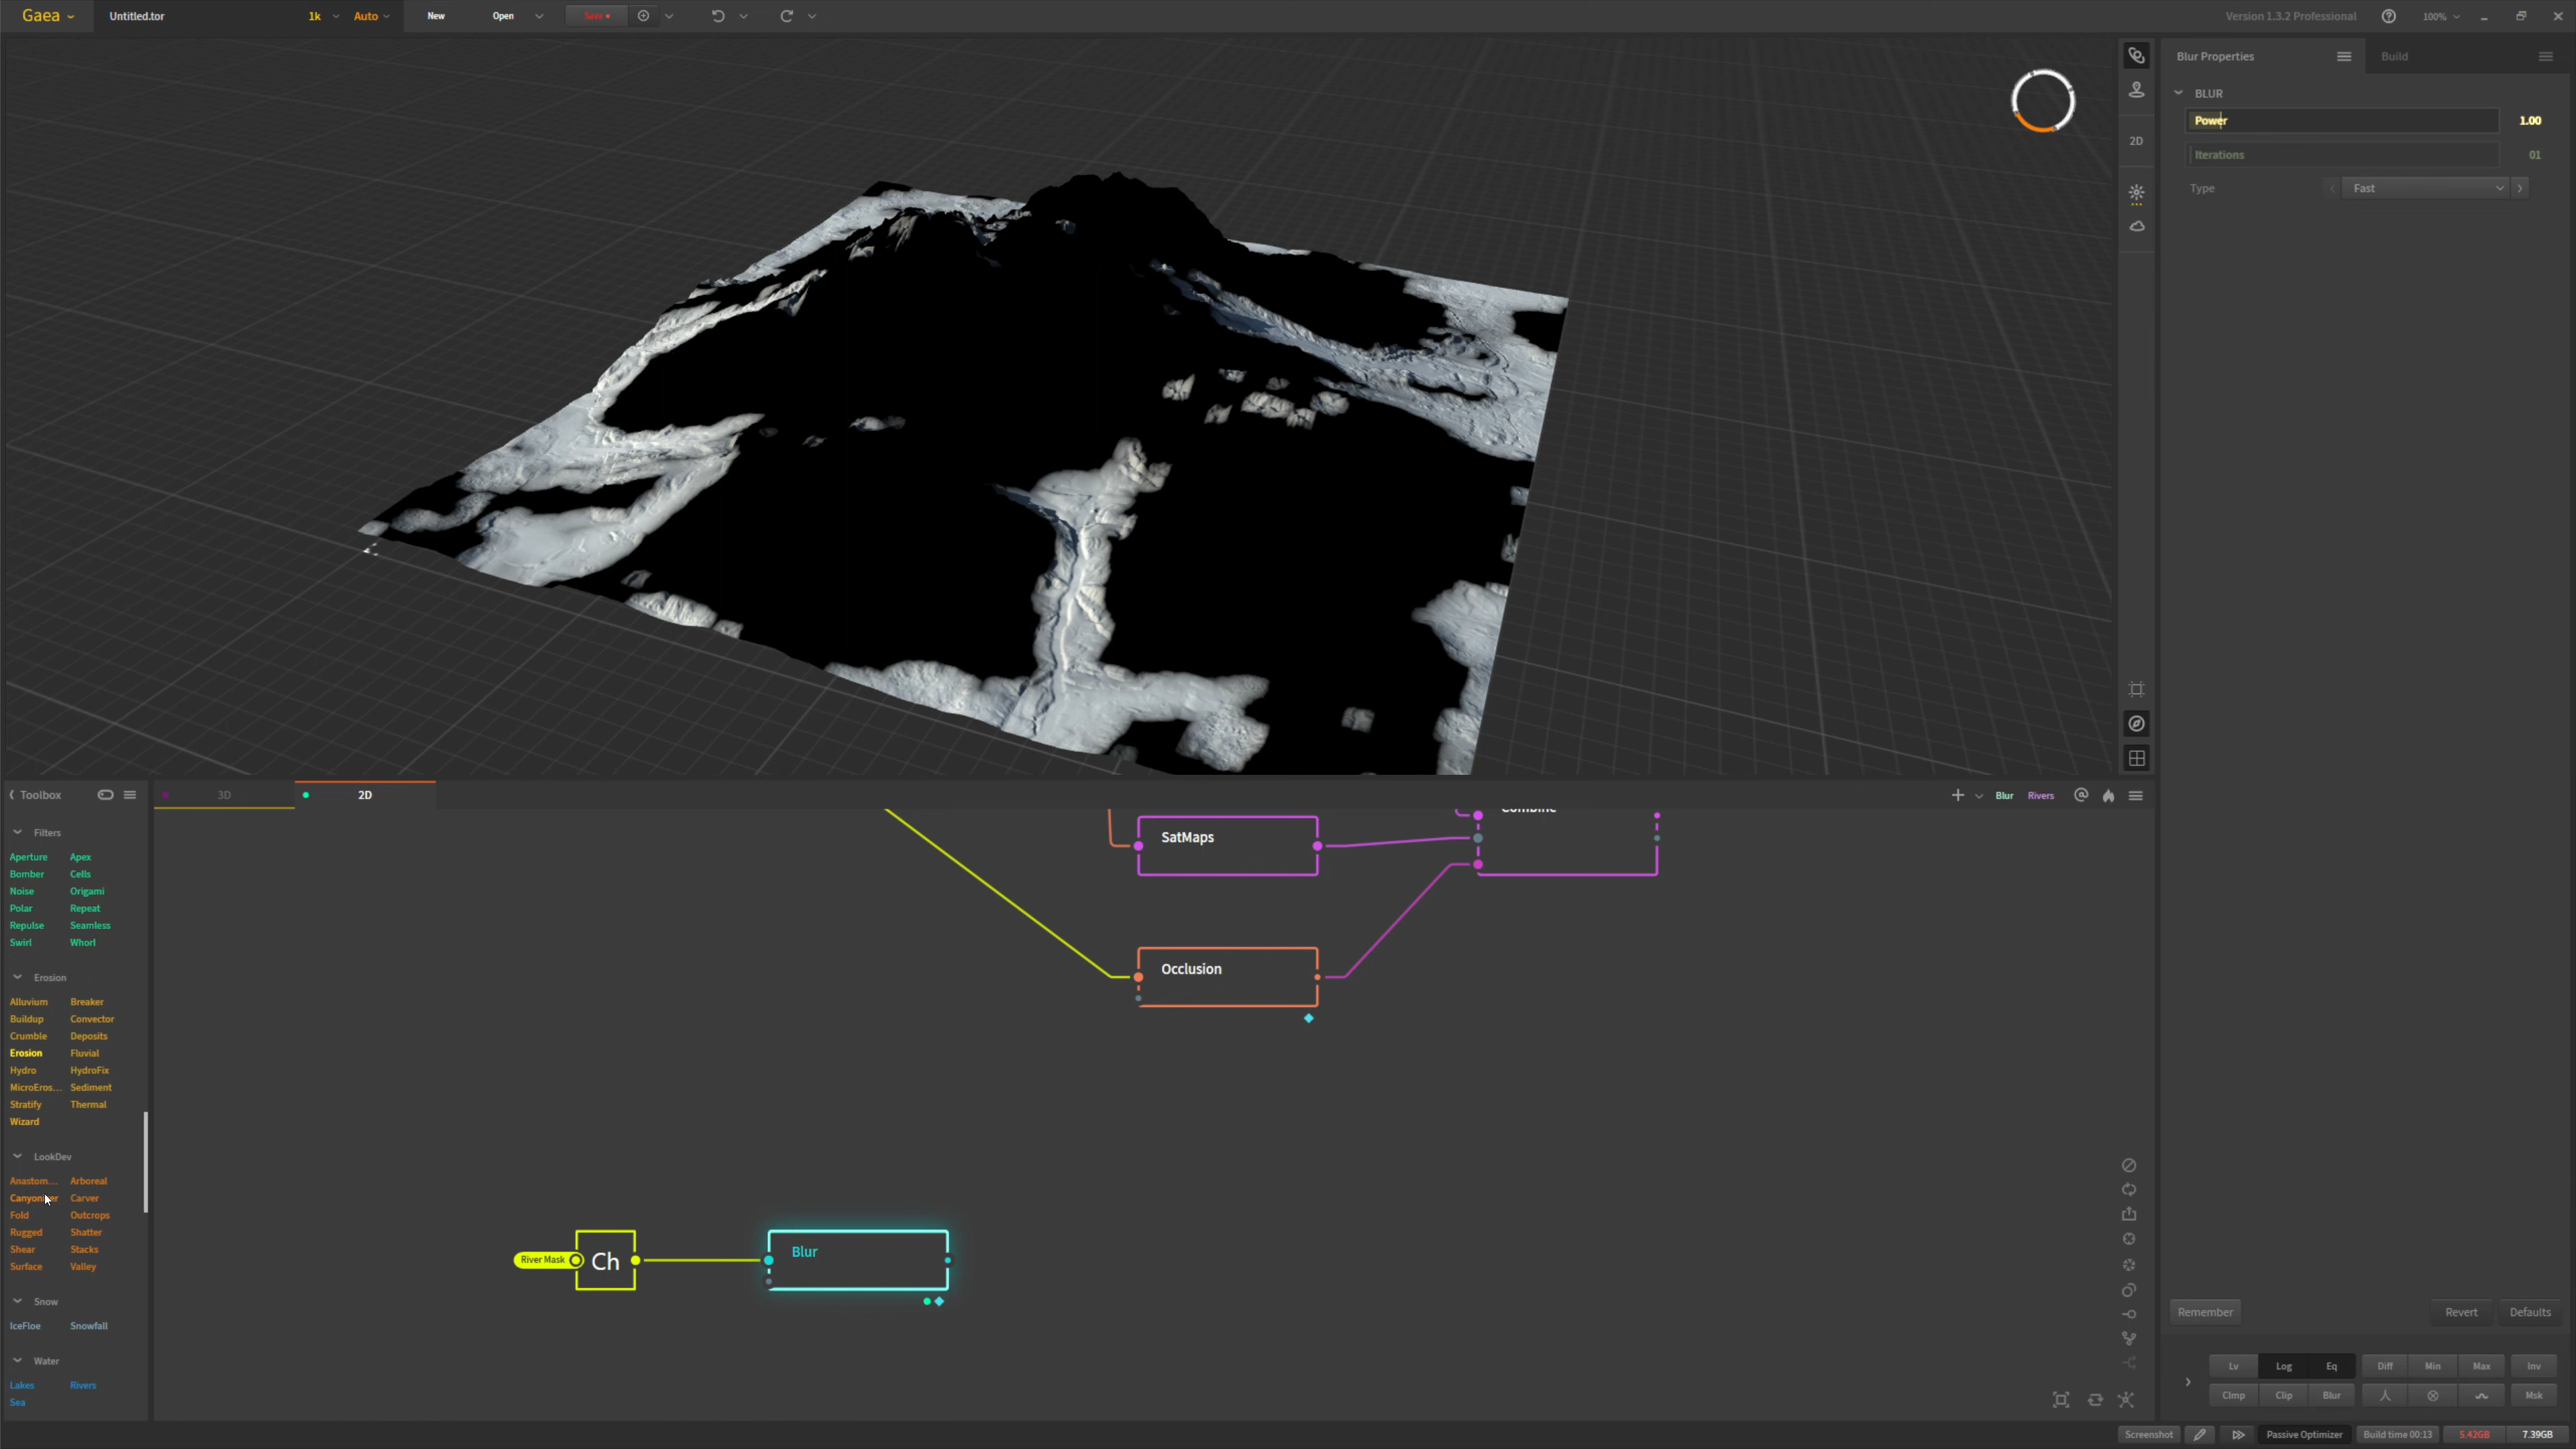 Gaea Untitled.tor 1k Auto New Open Save Version 1.3.2 Professional 100%
Blur Properties Build
BLUR
Power 1.00
Iterations 01
Type Fast
2D
Toolbox 3D 2D Blur Rivers
Filters
Aperture Apex
Bomber Cells
Noise Origami
Polar Repeat
Repulse Seamless
Swirl Whorl
Erosion
Alluvium Breaker
Buildup Convector
Crumble Deposits
Erosion Fluvial
Hydro HydroFix
MicroEros... Sediment
Stratify Thermal
Wizard
LookDev
Anastom... Arboreal
Canyonizer Carver
Fold Outcrops
Rugged Shatter
Shear Stacks
Surface Valley
Snow
IceFloe Snowfall
Water
Lakes Rivers
Sea
Combine
SatMaps
Occlusion
River Mask Ch Blur
Remember Revert Defaults
Lv Log Eq Diff Min Max Inv
Clmp Clip Blur Msk
Screenshot Passive Optimizer Build time 00:13 5.42GB 7.39GB